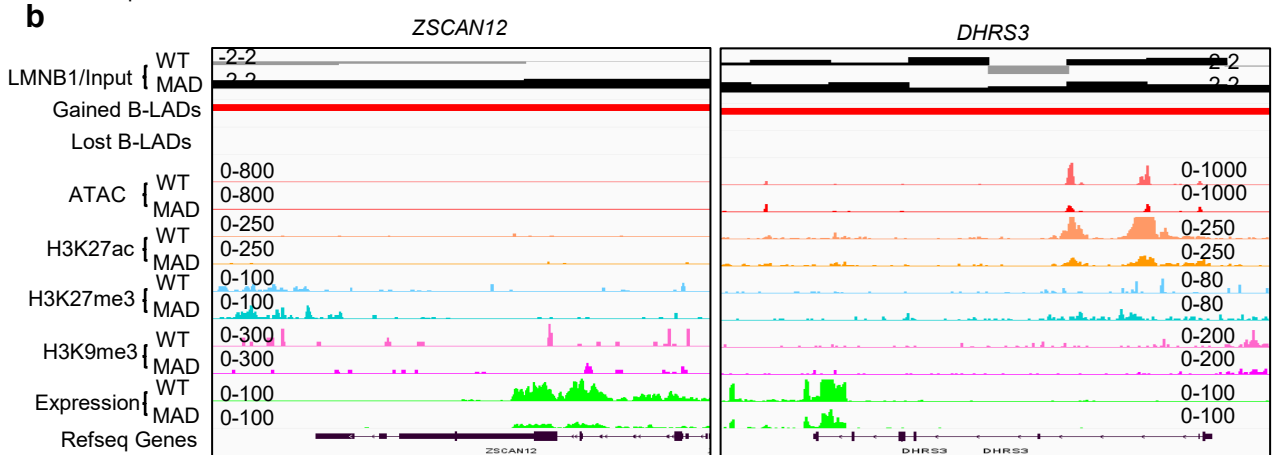 b
ZSCAN12
DHRS3
LMNB1/Input { WT -2-2 2-2
MAD 2-2 2-2
Gained B-LADs
Lost B-LADs
ATAC { WT 0-800 0-1000
MAD 0-800 0-1000
H3K27ac { WT 0-250 0-250
MAD 0-250 0-250
H3K27me3 { WT 0-100 0-80
MAD 0-100 0-80
H3K9me3 { WT 0-300 0-200
MAD 0-300 0-200
Expression { WT 0-100 0-100
MAD 0-100 0-100
Refseq Genes
ZSCAN12 DHRS3 DHRS3